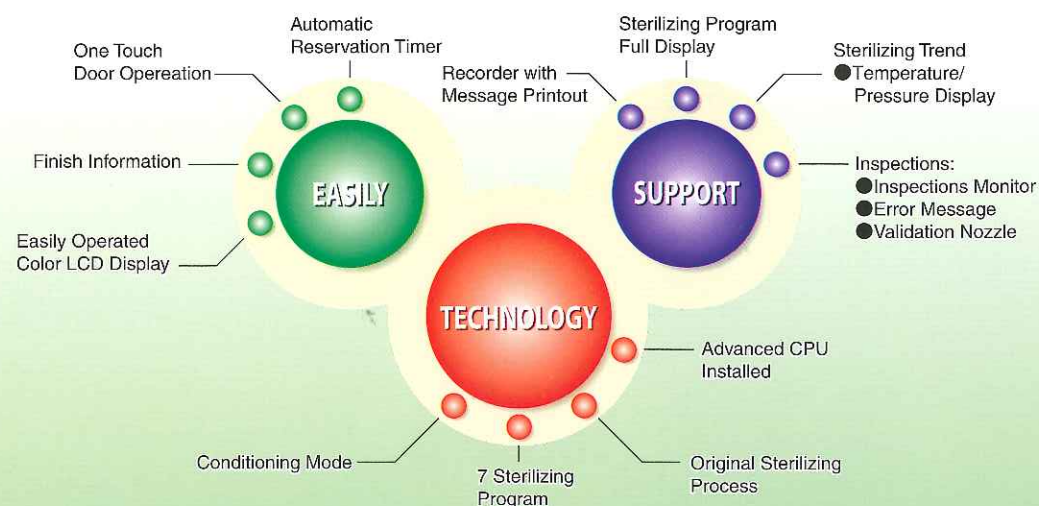 Automatic
Reservation Timer
One Touch
Door Opereation
Finish Information
Easily Operated
Color LCD Display
EASILY
Sterilizing Program
Full Display
Recorder with
Message Printout
Sterilizing Trend
●Temperature/
Pressure Display
Inspections:
●Inspections Monitor
●Error Message
●Validation Nozzle
SUPPORT
TECHNOLOGY
Advanced CPU
Installed
Original Sterilizing
Process
7 Sterilizing
Program
Conditioning Mode